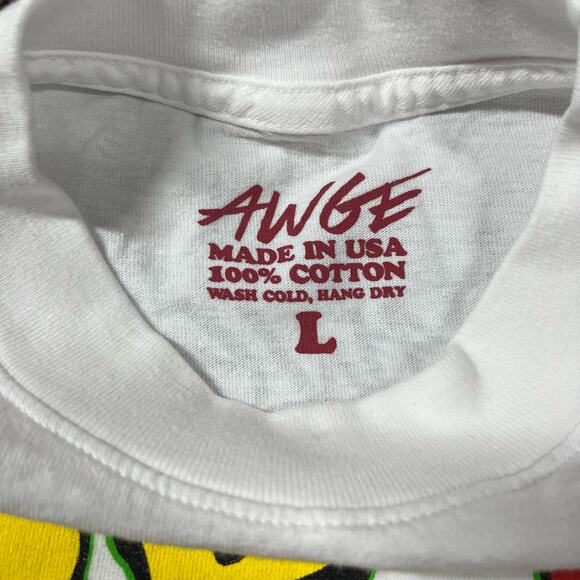 AWGE
MADE IN USA
100% COTTON
WASH COLD, HANG DRY
L